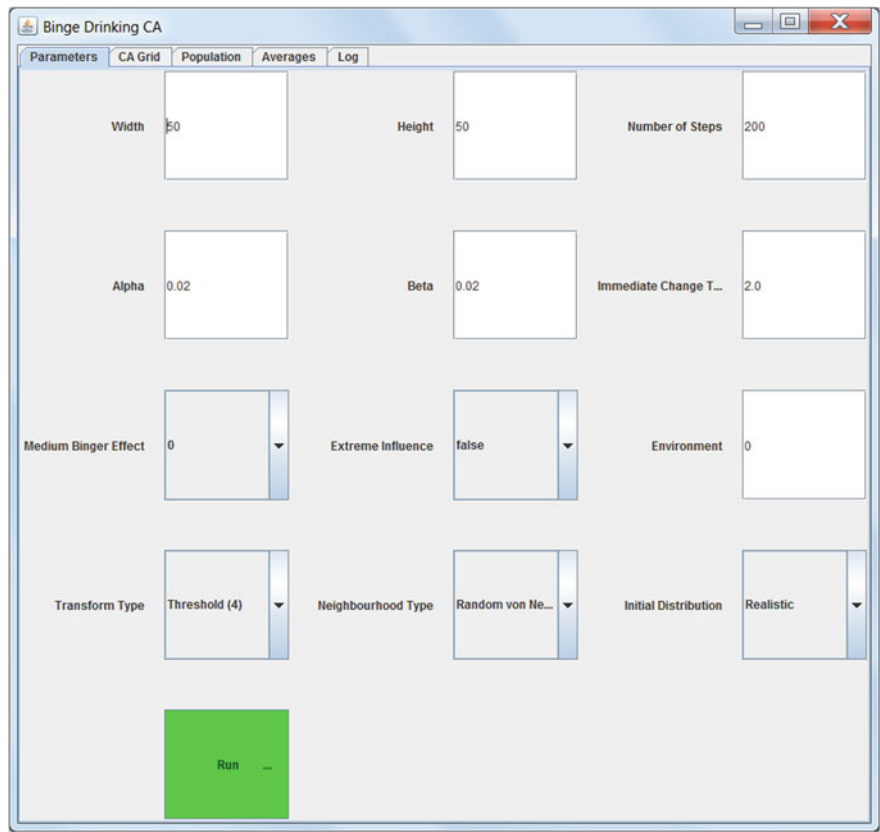 Binge Drinking CA
Parameters CA Grid Population Averages Log
Width 50 Height 50 Number of Steps 200
Alpha 0.02 Beta 0.02 Immediate Change T... 2.0
Medium Binger Effect 0 Extreme Influence false Environment 0
Transform Type Threshold (4) Neighbourhood Type Random von Ne... Initial Distribution Realistic
Run ...